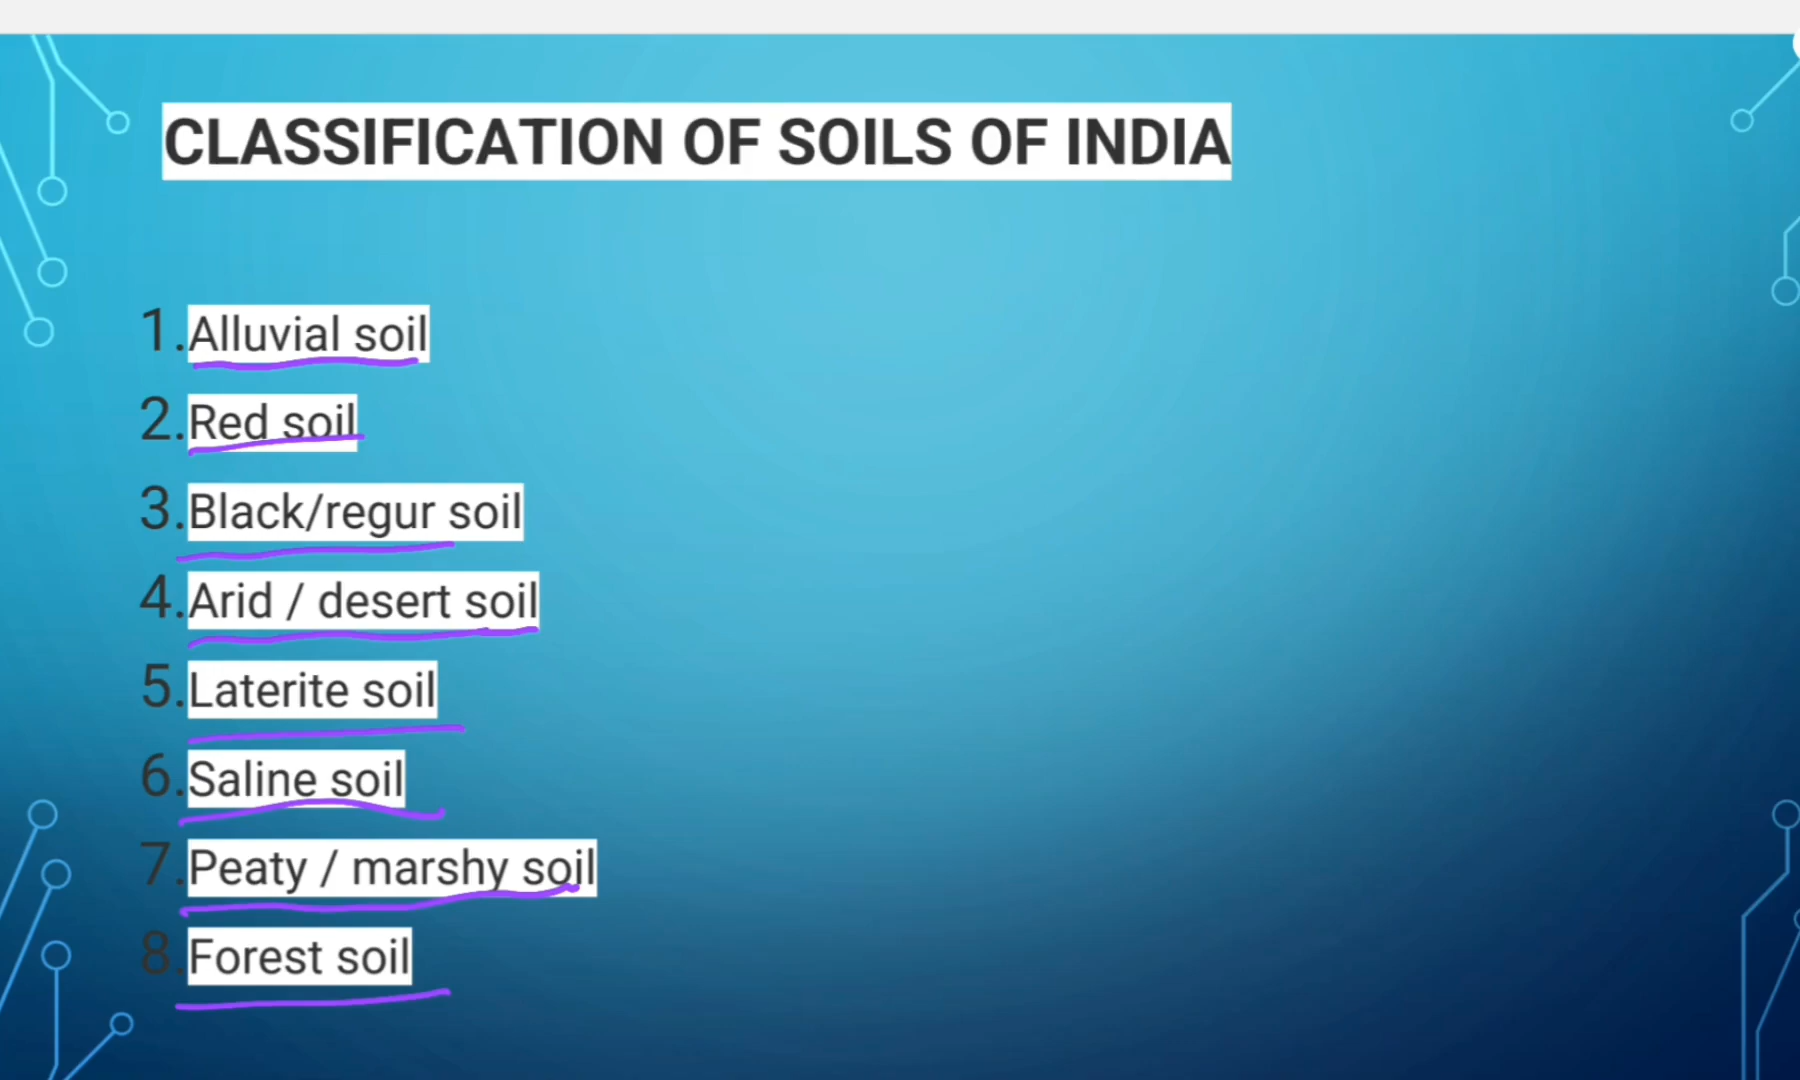 CLASSIFICATION OF SOILS OF INDIA
1.Alluvial soil
2.Red soil
3.Black/regur soil
4.Arid / desert soil
5.Laterite soil
6.Saline soil
7.Peaty / marshy soil
8.Forest soil